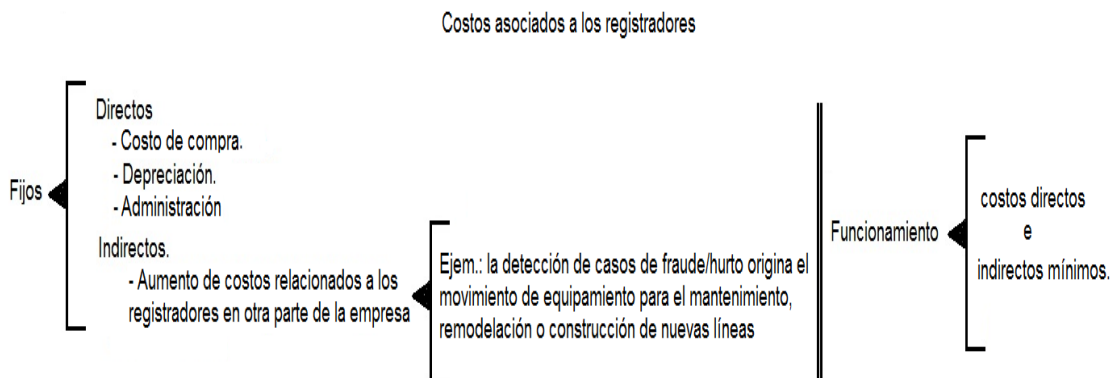 Costos asociados a los registradores
Fijos
Directos
- Costo de compra.
- Depreciación.
- Administración
Indirectos.
- Aumento de costos relacionados a los
registradores en otra parte de la empresa
Ejem.: la detección de casos de fraude/hurto origina el
movimiento de equipamiento para el mantenimiento,
remodelación o construcción de nuevas líneas
Funcionamiento
costos directos
e
indirectos mínimos.